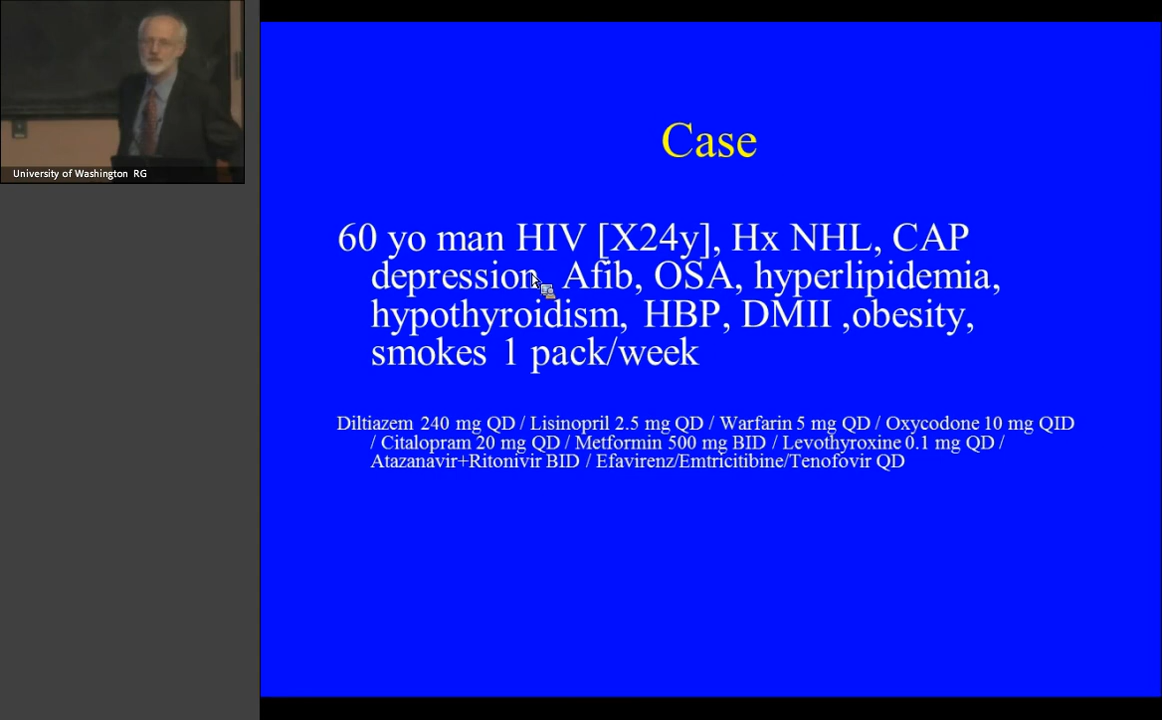 University of Washington RG
Case
60 yo man HIV [X24y], Hx NHL, CAP
depression, Afib, OSA, hyperlipidemia,
hypothyroidism, HBP, DMII ,obesity,
smokes 1 pack/week
Diltiazem 240 mg QD / Lisinopril 2.5 mg QD / Warfarin 5 mg QD / Oxycodone 10 mg QID
/ Citalopram 20 mg QD / Metformin 500 mg BID / Levothyroxine 0.1 mg QD /
Atazanavir+Ritonivir BID / Efavirenz/Emtricitibine/Tenofovir QD